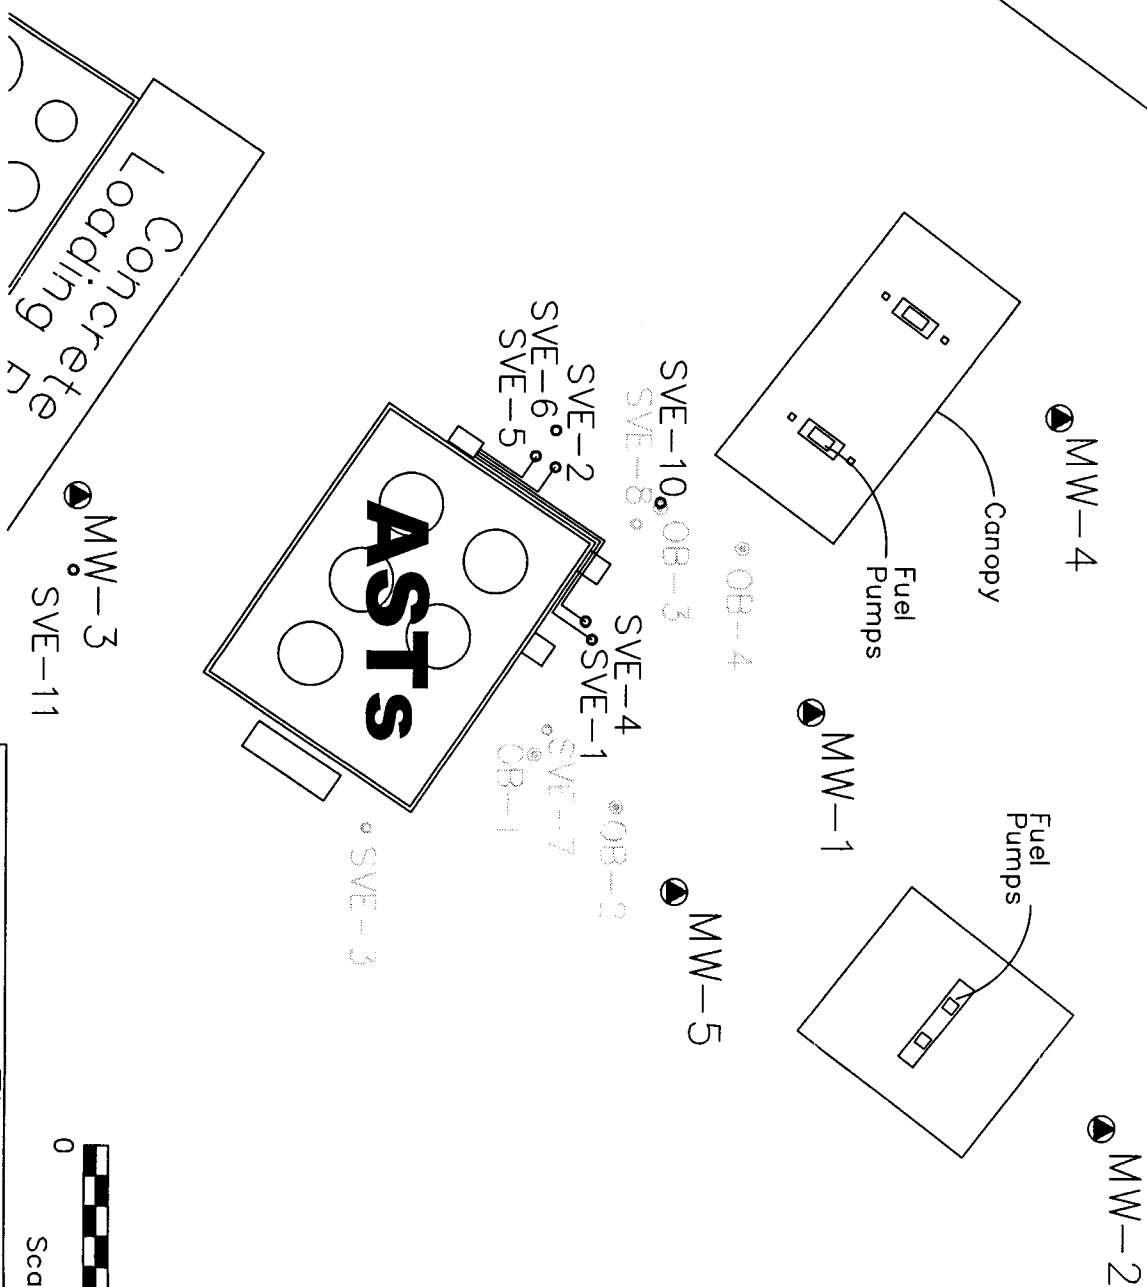 MW-4
Canopy
Fuel
Pumps
MW-1
Fuel
Pumps
MW-2
MW-5
SVE-10
SVE-8
OB-3
OB-4
SVE-2
SVE-6
SVE-5
SVE-4
SVE-1
SVE-7
OB-1
OB-2
SVE-3
ASTs
Concrete
Loading
MW-3
SVE-11
0
Sca